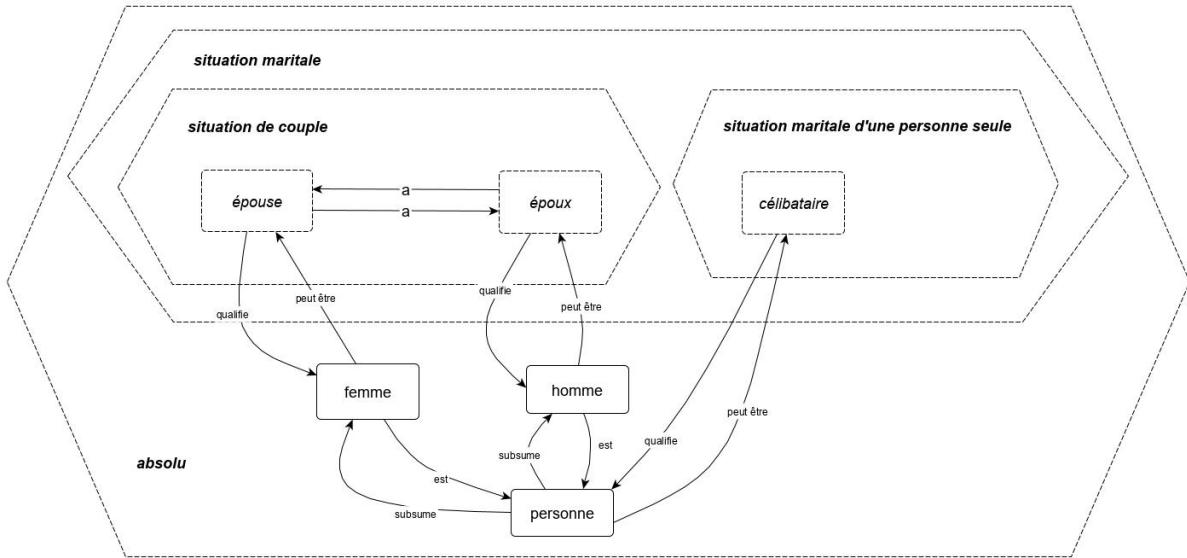 situation maritale
situation de couple
situation maritale d'une personne seule
épouse
a
a
époux
célibataire
qualifie
peut être
qualifie
peut être
femme
homme
peut être
qualifie
est
subsume
absolu
est
subsume
personne